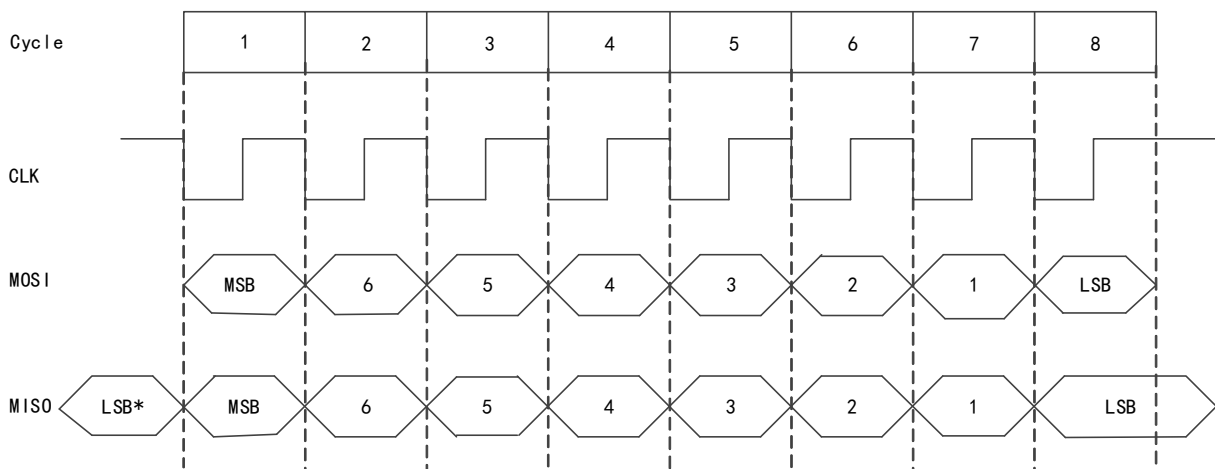 Cycle 1 2 3 4 5 6 7 8
CLK
MOSI MSB 6 5 4 3 2 1 LSB
MISO LSB* MSB 6 5 4 3 2 1 LSB